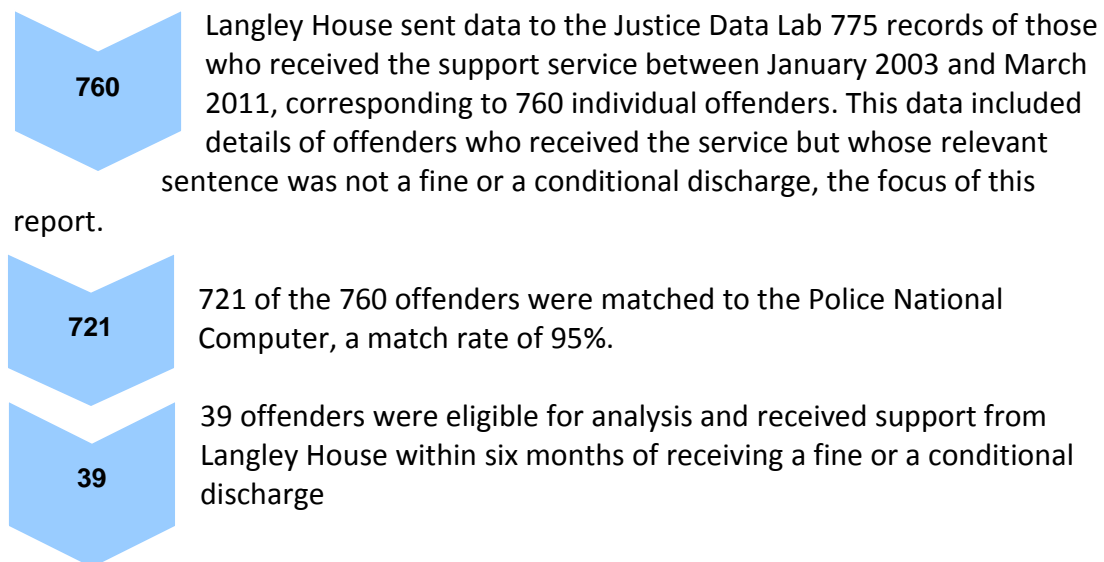 Langley House sent data to the Justice Data Lab 775 records of those
who received the support service between January 2003 and March
760
2011, corresponding to 760 individual offenders. This data included
details of offenders who received the service but whose relevant
sentence was not a fine or a conditional discharge, the focus of this
report.
721 of the 760 offenders were matched to the Police National
721
Computer, a match rate of 95%.
39 offenders were eligible for analysis and received support from
Langley House within six months of receiving a fine or a conditional
39
discharge